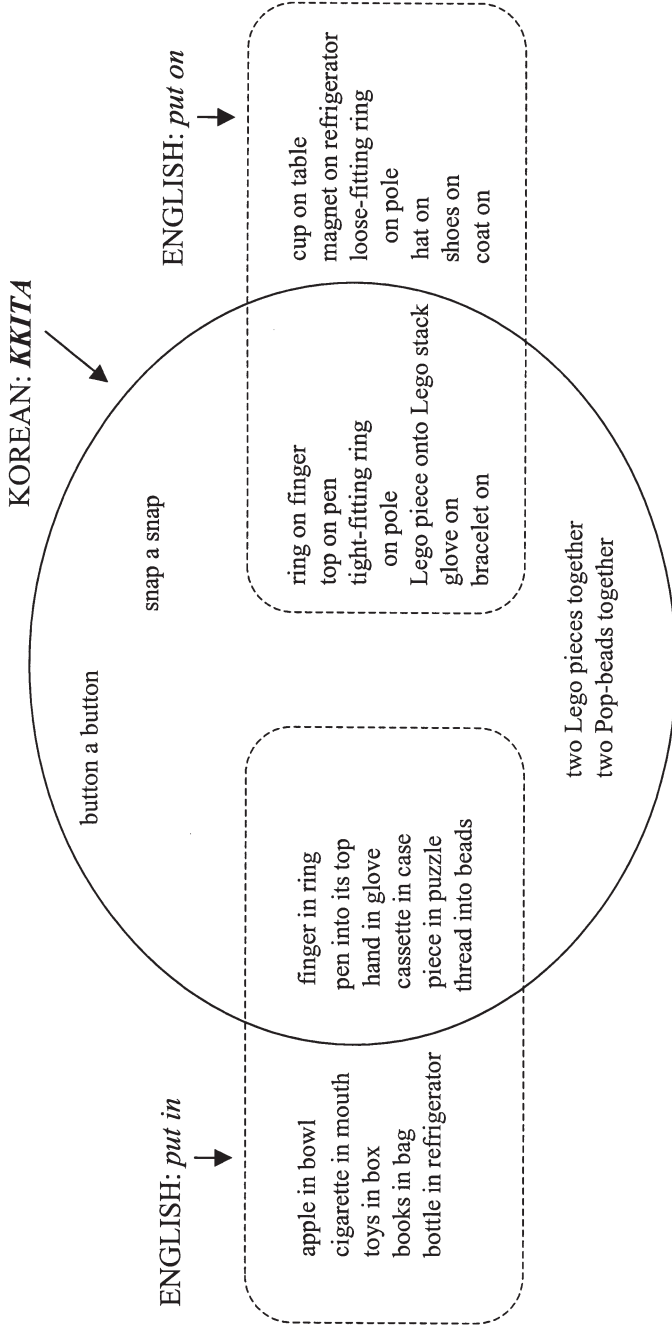 KOREAN: KKITA
ENGLISH: put in
ENGLISH: put on
button a button
snap a snap
apple in bowl
cigarette in mouth
toys in box
books in bag
bottle in refrigerator
finger in ring
pen into its top
hand in glove
cassette in case
piece in puzzle
thread into beads
ring on finger
top on pen
tight-fitting ring
on pole
Lego piece onto Lego stack
glove on
bracelet on
cup on table
magnet on refrigerator
loose-fitting ring
on pole
hat on
shoes on
coat on
two Lego pieces together
two Pop-beads together